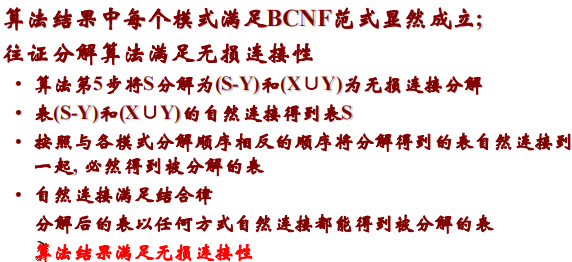 算法结果中每个模式满足BCNF范式显然成立;
往证分解算法满足无损连接性
• 算法第5步将S分解为(S-Y)和(X∪Y)为无损连接分解
• 表(S-Y)和(X∪Y)的自然连接得到表S
• 按照与各模式分解顺序相反的顺序将分解得到的表自然连接到
一起, 必然得到被分解的表
• 自然连接满足结合律
分解后的表以任何方式自然连接都能得到被分解的表
算法结果满足无损连接性